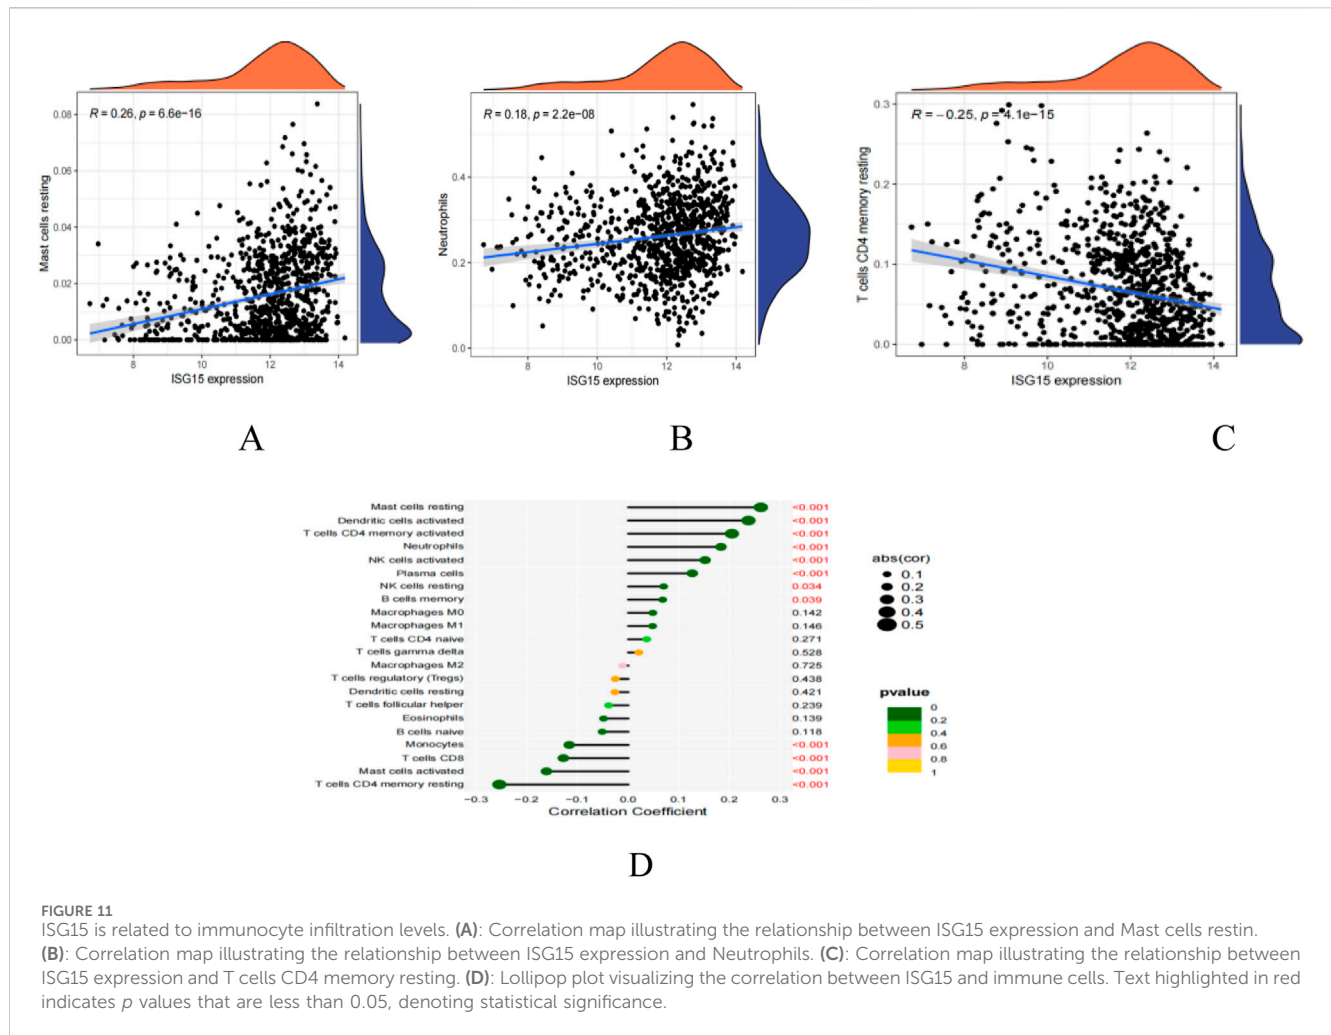 R = 0.26, p = 6.6e−16
Mast cells resting
0.08
0.06
0.04
0.02
0.00
8 10 12 14
ISG15 expression
A
R = 0.18, p = 2.2e−08
Neutrophils
0.4
0.2
0.0
8 10 12 14
ISG15 expression
B
R = −0.25, p = 4.1e−15
T cells CD4 memory resting
0.3
0.2
0.1
0.0
8 10 12 14
ISG15 expression
C
Mast cells resting <0.001
Dendritic cells activated <0.001
T cells CD4 memory activated <0.001
Neutrophils <0.001
NK cells activated <0.001
Plasma cells <0.001
NK cells resting 0.034
B cells memory 0.039
Macrophages M0 0.142
Macrophages M1 0.146
T cells CD4 naive 0.271
T cells gamma delta 0.528
Macrophages M2 0.725
T cells regulatory (Tregs) 0.438
Dendritic cells resting 0.421
T cells follicular helper 0.239
Eosinophils 0.139
B cells naive 0.118
Monocytes <0.001
T cells CD8 <0.001
Mast cells activated <0.001
T cells CD4 memory resting <0.001
−0.3 −0.2 −0.1 0.0 0.1 0.2 0.3
Correlation Coefficient
abs(cor)
0.1
0.2
0.3
0.4
0.5
pvalue
0
0.2
0.4
0.6
0.8
1
D
FIGURE 11
ISG15 is related to immunocyte infiltration levels. (A): Correlation map illustrating the relationship between ISG15 expression and Mast cells restin.
(B): Correlation map illustrating the relationship between ISG15 expression and Neutrophils. (C): Correlation map illustrating the relationship between
ISG15 expression and T cells CD4 memory resting. (D): Lollipop plot visualizing the correlation between ISG15 and immune cells. Text highlighted in red
indicates p values that are less than 0.05, denoting statistical significance.